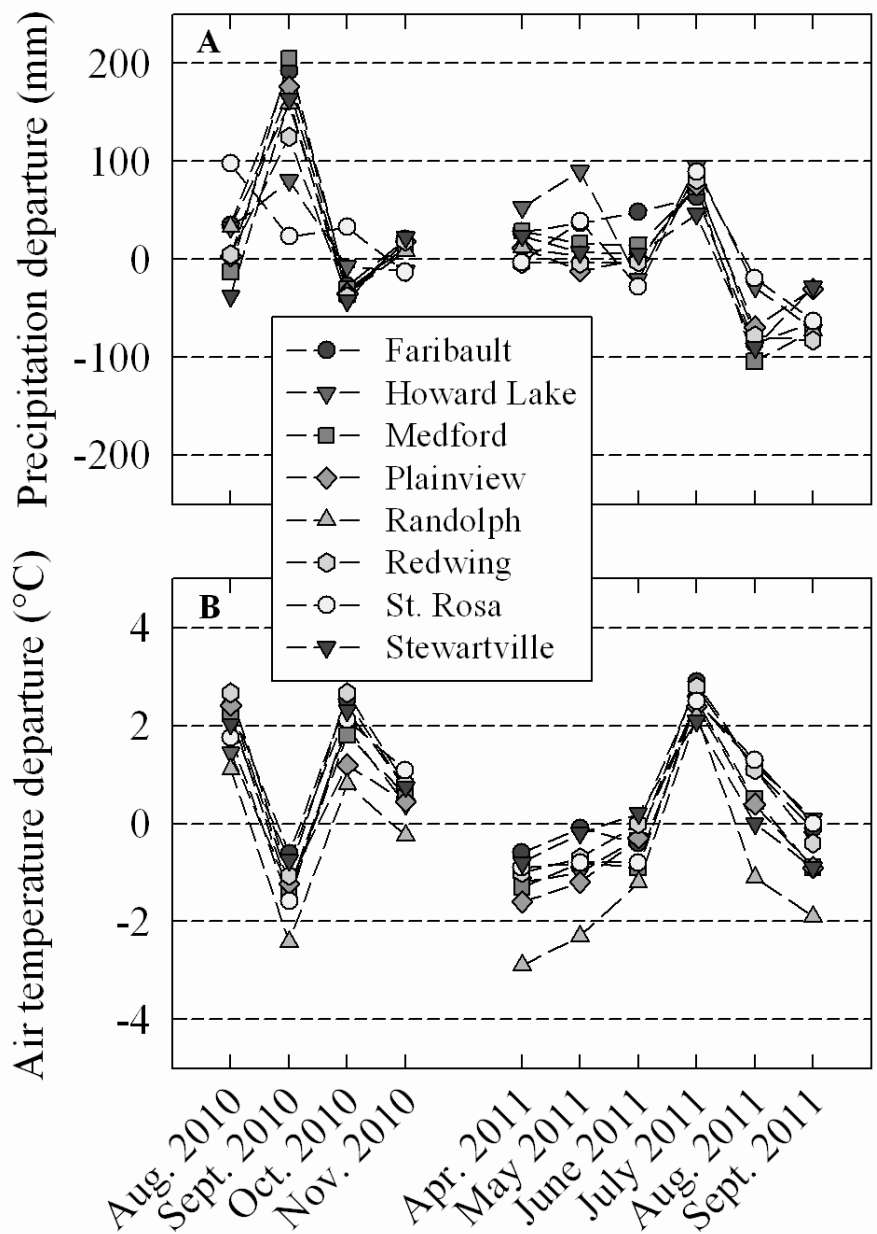 A
Precipitation departure (mm)
200
100
0
-100
-200
Faribault
Howard Lake
Medford
Plainview
Randolph
Redwing
St. Rosa
Stewartville
B
Air temperature departure (°C)
4
2
0
-2
-4
Aug. 2010
Sept. 2010
Oct. 2010
Nov. 2010
Apr. 2011
May 2011
June 2011
July 2011
Aug. 2011
Sept. 2011